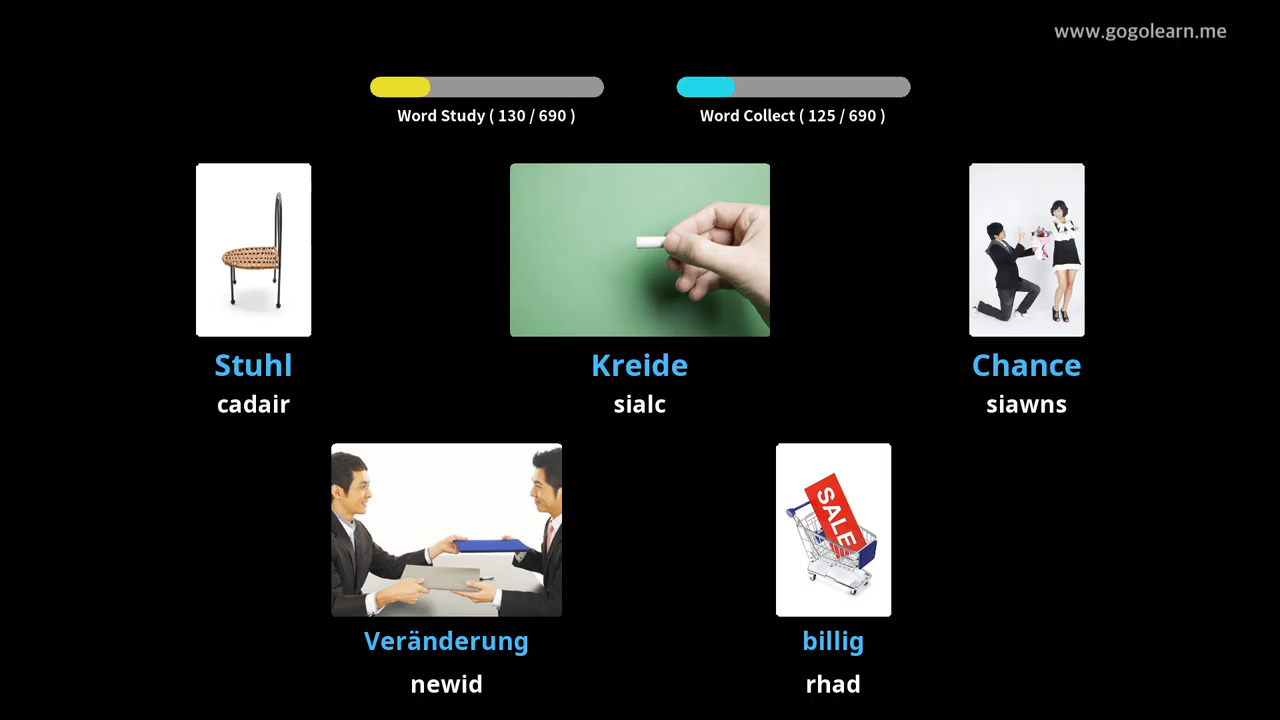 www.gogolearn.me
Word Study ( 130 / 690 )
Word Collect ( 125 / 690 )
Stuhl
cadair
Kreide
sialc
Chance
siawns
SALE
Veränderung
newid
billig
rhad